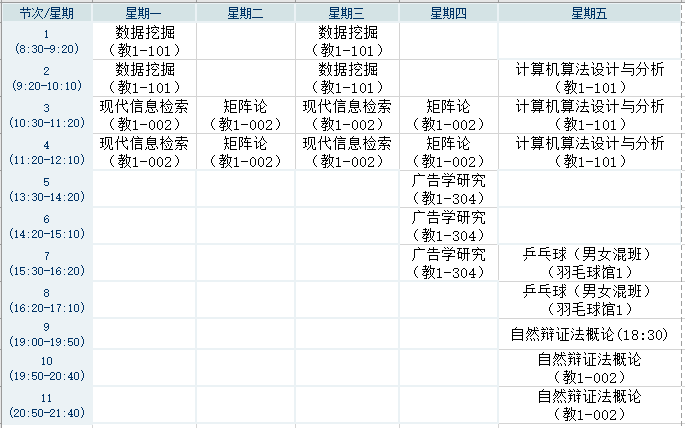 节次/星期 星期一 星期二 星期三 星期四 星期五
1 数据挖掘 数据挖掘
(8:30-9:20) (教1-101) (教1-101)
2 数据挖掘 数据挖掘 计算机算法设计与分析
(9:20-10:10) (教1-101) (教1-101) (教1-101)
3 现代信息检索 矩阵论 现代信息检索 矩阵论 计算机算法设计与分析
(10:30-11:20) (教1-002) (教1-002) (教1-002) (教1-002) (教1-101)
4 现代信息检索 矩阵论 现代信息检索 矩阵论 计算机算法设计与分析
(11:20-12:10) (教1-002) (教1-002) (教1-002) (教1-002) (教1-101)
5 广告学研究
(13:30-14:20) (教1-304)
6 广告学研究
(14:20-15:10) (教1-304)
7 广告学研究 乒乓球（男女混班）
(15:30-16:20) (教1-304) (羽毛球馆1)
8 乒乓球（男女混班）
(16:20-17:10) (羽毛球馆1)
9 自然辩证法概论(18:30)
(19:00-19:50)
10 自然辩证法概论
(19:50-20:40) (教1-002)
11 自然辩证法概论
(20:50-21:40) (教1-002)